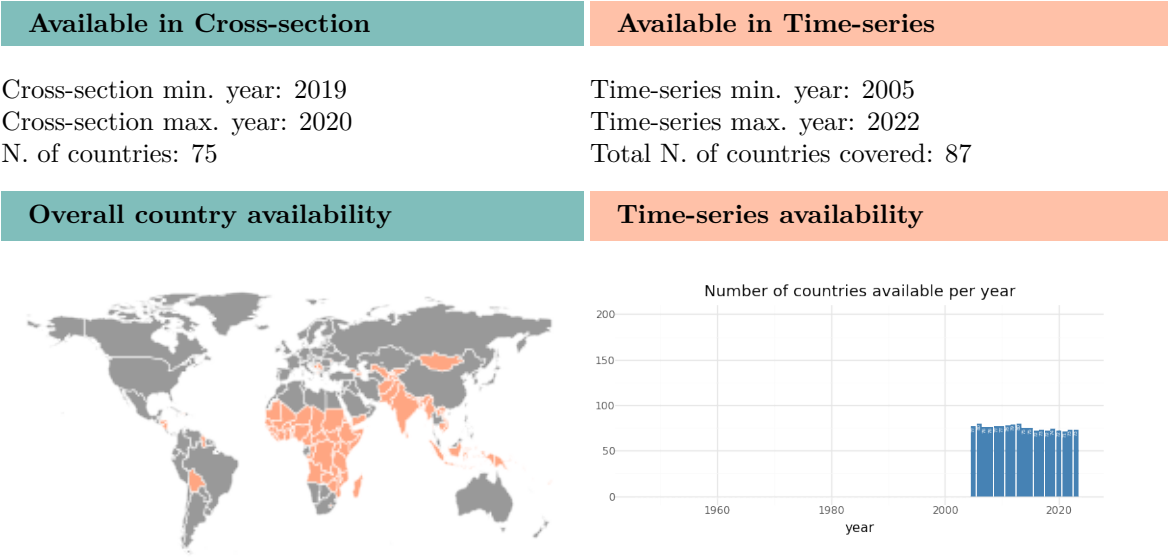 Available in Cross-section
Available in Time-series
Cross-section min. year: 2019
Cross-section max. year: 2020
N. of countries: 75
Time-series min. year: 2005
Time-series max. year: 2022
Total N. of countries covered: 87
Overall country availability
Time-series availability
Number of countries available per year
200
150
100
50
0
1960
1980
2000
2020
year